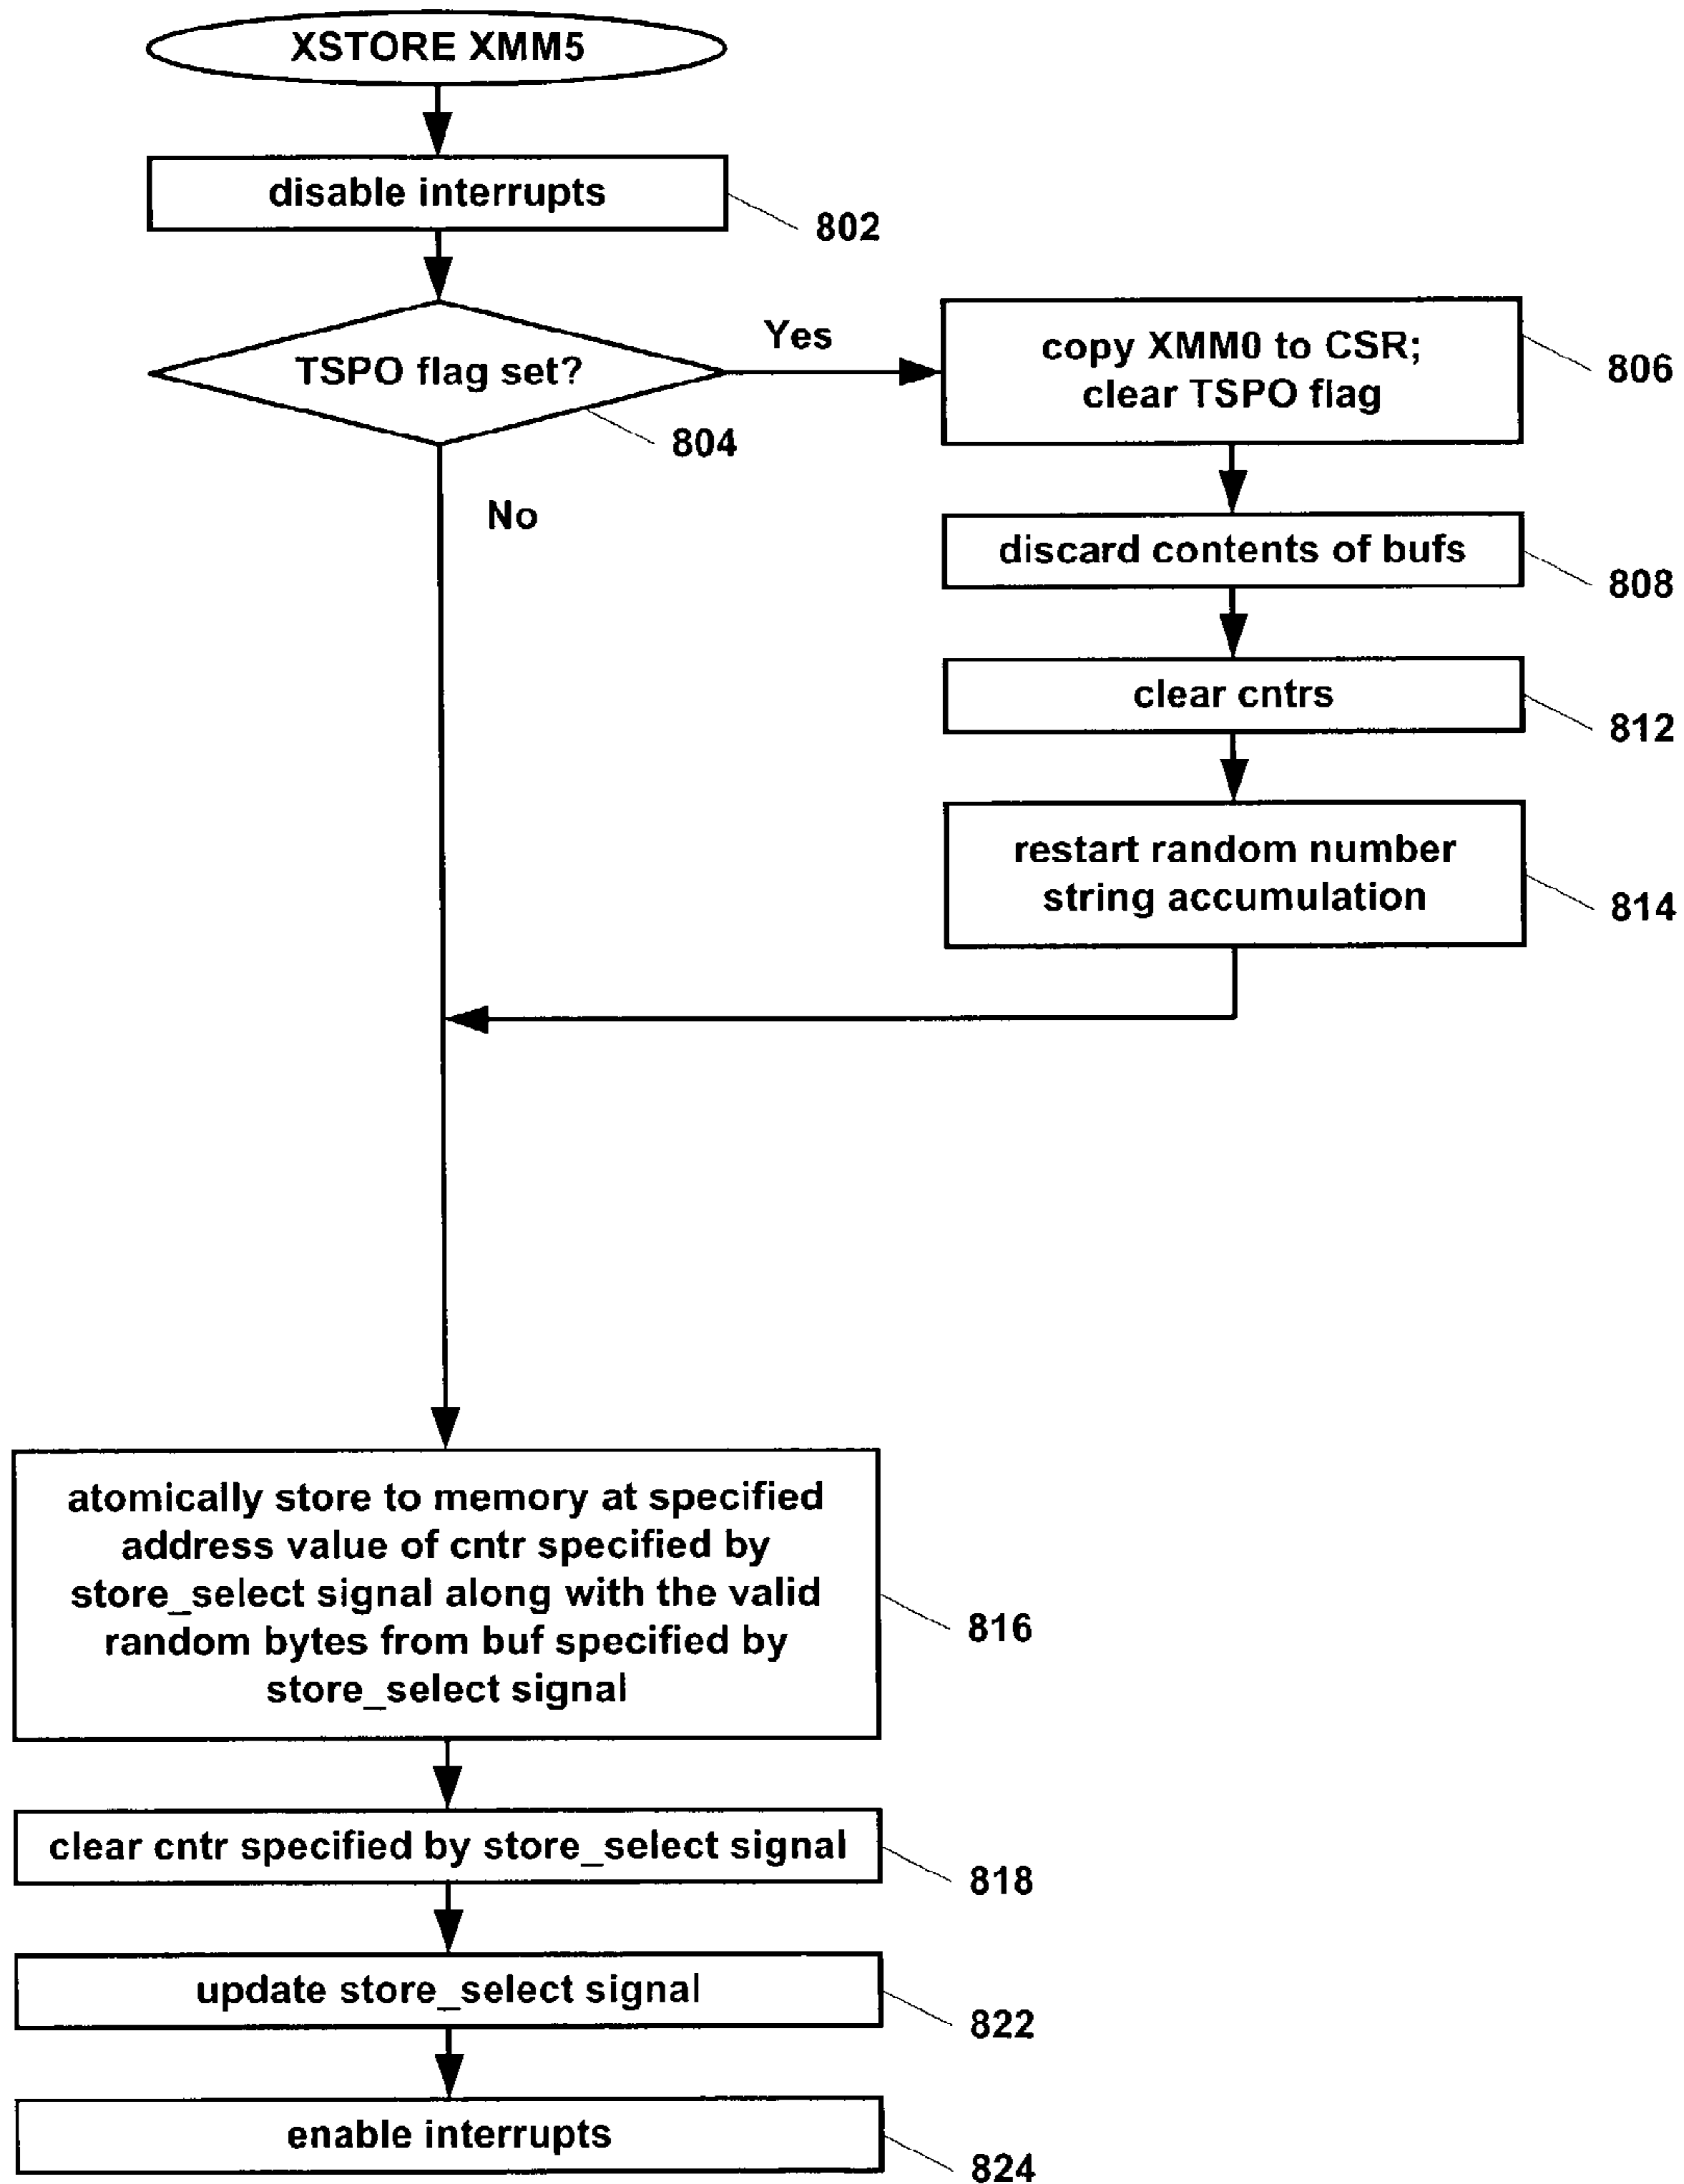 XSTORE XMM5
disable interrupts
802
TSPO flag set?
804
Yes
No
copy XMM0 to CSR;
clear TSPO flag
806
discard contents of bufs
808
clear cntrs
812
restart random number
string accumulation
814
atomically store to memory at specified
address value of cntr specified by
store_select signal along with the valid
random bytes from buf specified by
store_select signal
816
clear cntr specified by store_select signal
818
update store_select signal
822
enable interrupts
824